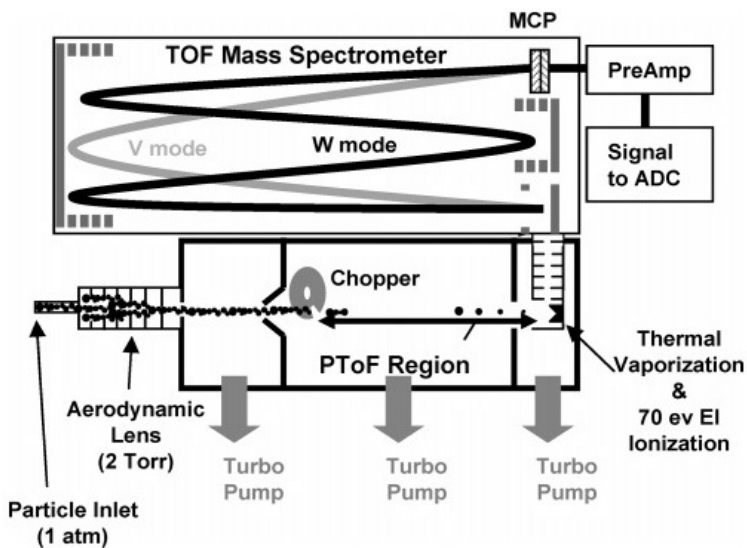 MCP
TOF Mass Spectrometer
PreAmp
V mode
W mode
Signal
to ADC
Chopper
PToF Region
Thermal
Vaporization
&
70 ev EI
Ionization
Aerodynamic
Lens
(2 Torr)
Particle Inlet
(1 atm)
Turbo
Pump
Turbo
Pump
Turbo
Pump